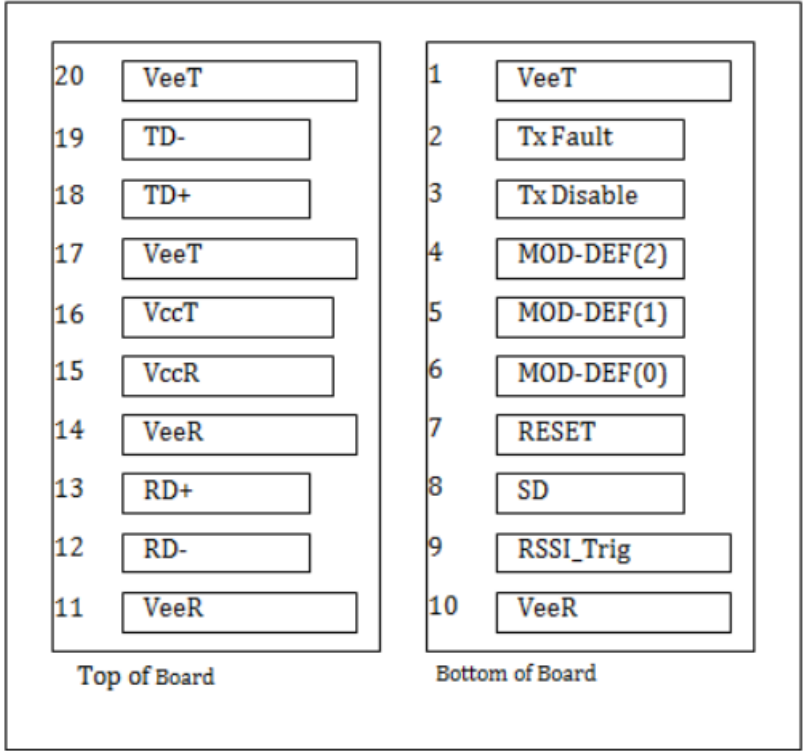 20 VeeT
19 TD-
18 TD+
17 VeeT
16 VccT
15 VccR
14 VeeR
13 RD+
12 RD-
11 VeeR
Top of Board
1 VeeT
2 Tx Fault
3 Tx Disable
4 MOD-DEF(2)
5 MOD-DEF(1)
6 MOD-DEF(0)
7 RESET
8 SD
9 RSSI_Trig
10 VeeR
Bottom of Board